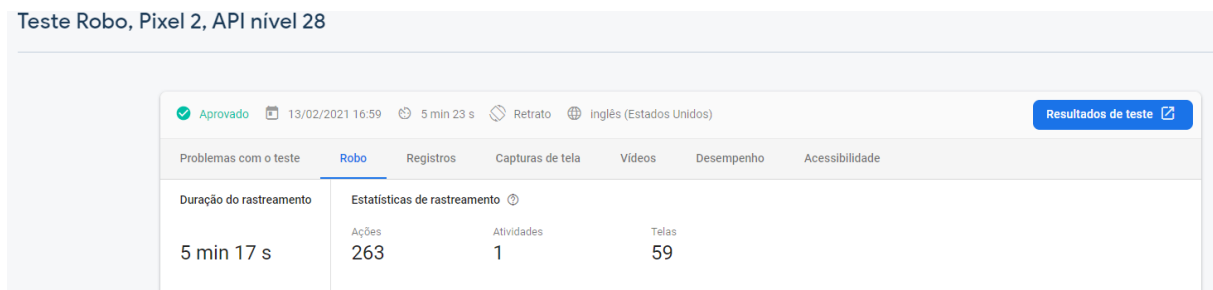 Teste Robo, Pixel 2, API nível 28
Aprovado 13/02/2021 16:59 5 min 23 s Retrato inglês (Estados Unidos) Resultados de teste
Problemas com o teste Robo Registros Capturas de tela Vídeos Desempenho Acessibilidade
Duração do rastreamento Estatísticas de rastreamento
Ações Atividades Telas
5 min 17 s 263 1 59